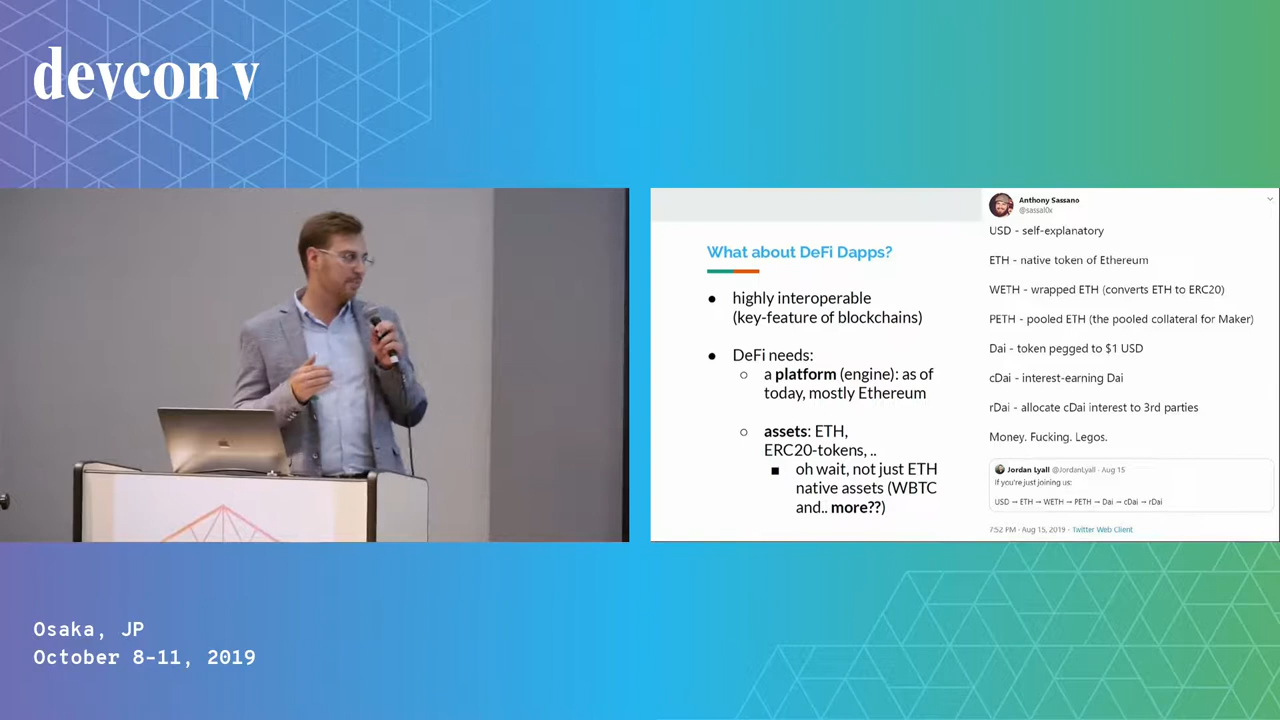 devcon v
What about DeFi Dapps?
● highly interoperable
(key-feature of blockchains)
● DeFi needs:
○ a platform (engine): as of
today, mostly Ethereum
○ assets: ETH,
ERC20-tokens, ..
■ oh wait, not just ETH
native assets (WBTC
and.. more??)
Anthony Sassano
@sassal0x
USD - self-explanatory
ETH - native token of Ethereum
WETH - wrapped ETH (converts ETH to ERC20)
PETH - pooled ETH (the pooled collateral for Maker)
Dai - token pegged to $1 USD
cDai - interest-earning Dai
rDai - allocate cDai interest to 3rd parties
Money. Fucking. Legos.
Jordan Lyall @JordanLyall · Aug 15
If you're just joining us:
USD → ETH → WETH → PETH → Dai → cDai → rDai
7:52 PM · Aug 15, 2019 · Twitter Web Client
Osaka, JP
October 8-11, 2019